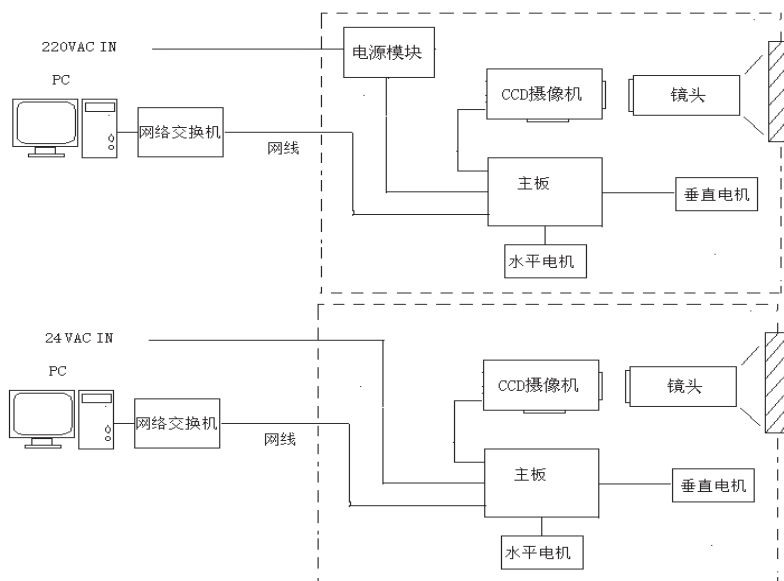 220VAC IN
电源模块
PC
CCD摄像机
镜头
网络交换机
网线
主板
垂直电机
水平电机
24VAC IN
PC
CCD摄像机
镜头
网络交换机
网线
主板
垂直电机
水平电机